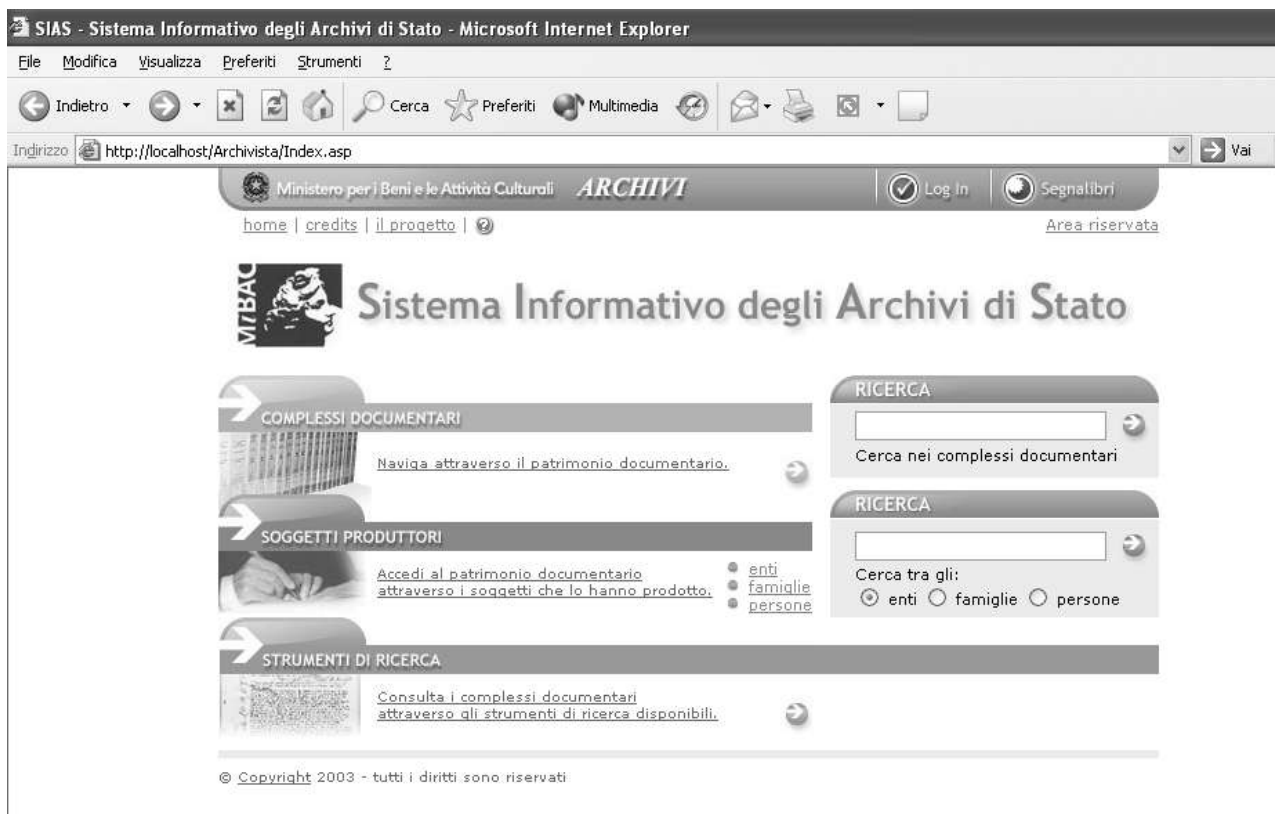 SIAS - Sistema Informativo degli Archivi di Stato - Microsoft Internet Explorer
File Modifica Visualizza Preferiti Strumenti ?
Indietro Cerca Preferiti Multimedia
Indirizzo http://localhost/Archivista/Index.asp Vai
Ministero per i Beni e le Attività Culturali ARCHIVI Log In Segnalibri
home | credits | il progetto | ? Area riservata
MiBAC
Sistema Informativo degli Archivi di Stato
COMPLESSI DOCUMENTARI
Naviga attraverso il patrimonio documentario.
RICERCA
Cerca nei complessi documentari
SOGGETTI PRODUTTORI
Accedi al patrimonio documentario
attraverso i soggetti che lo hanno prodotto.
enti
famiglie
persone
RICERCA
Cerca tra gli:
enti famiglie persone
STRUMENTI DI RICERCA
Consulta i complessi documentari
attraverso gli strumenti di ricerca disponibili.
© Copyright 2003 - tutti i diritti sono riservati